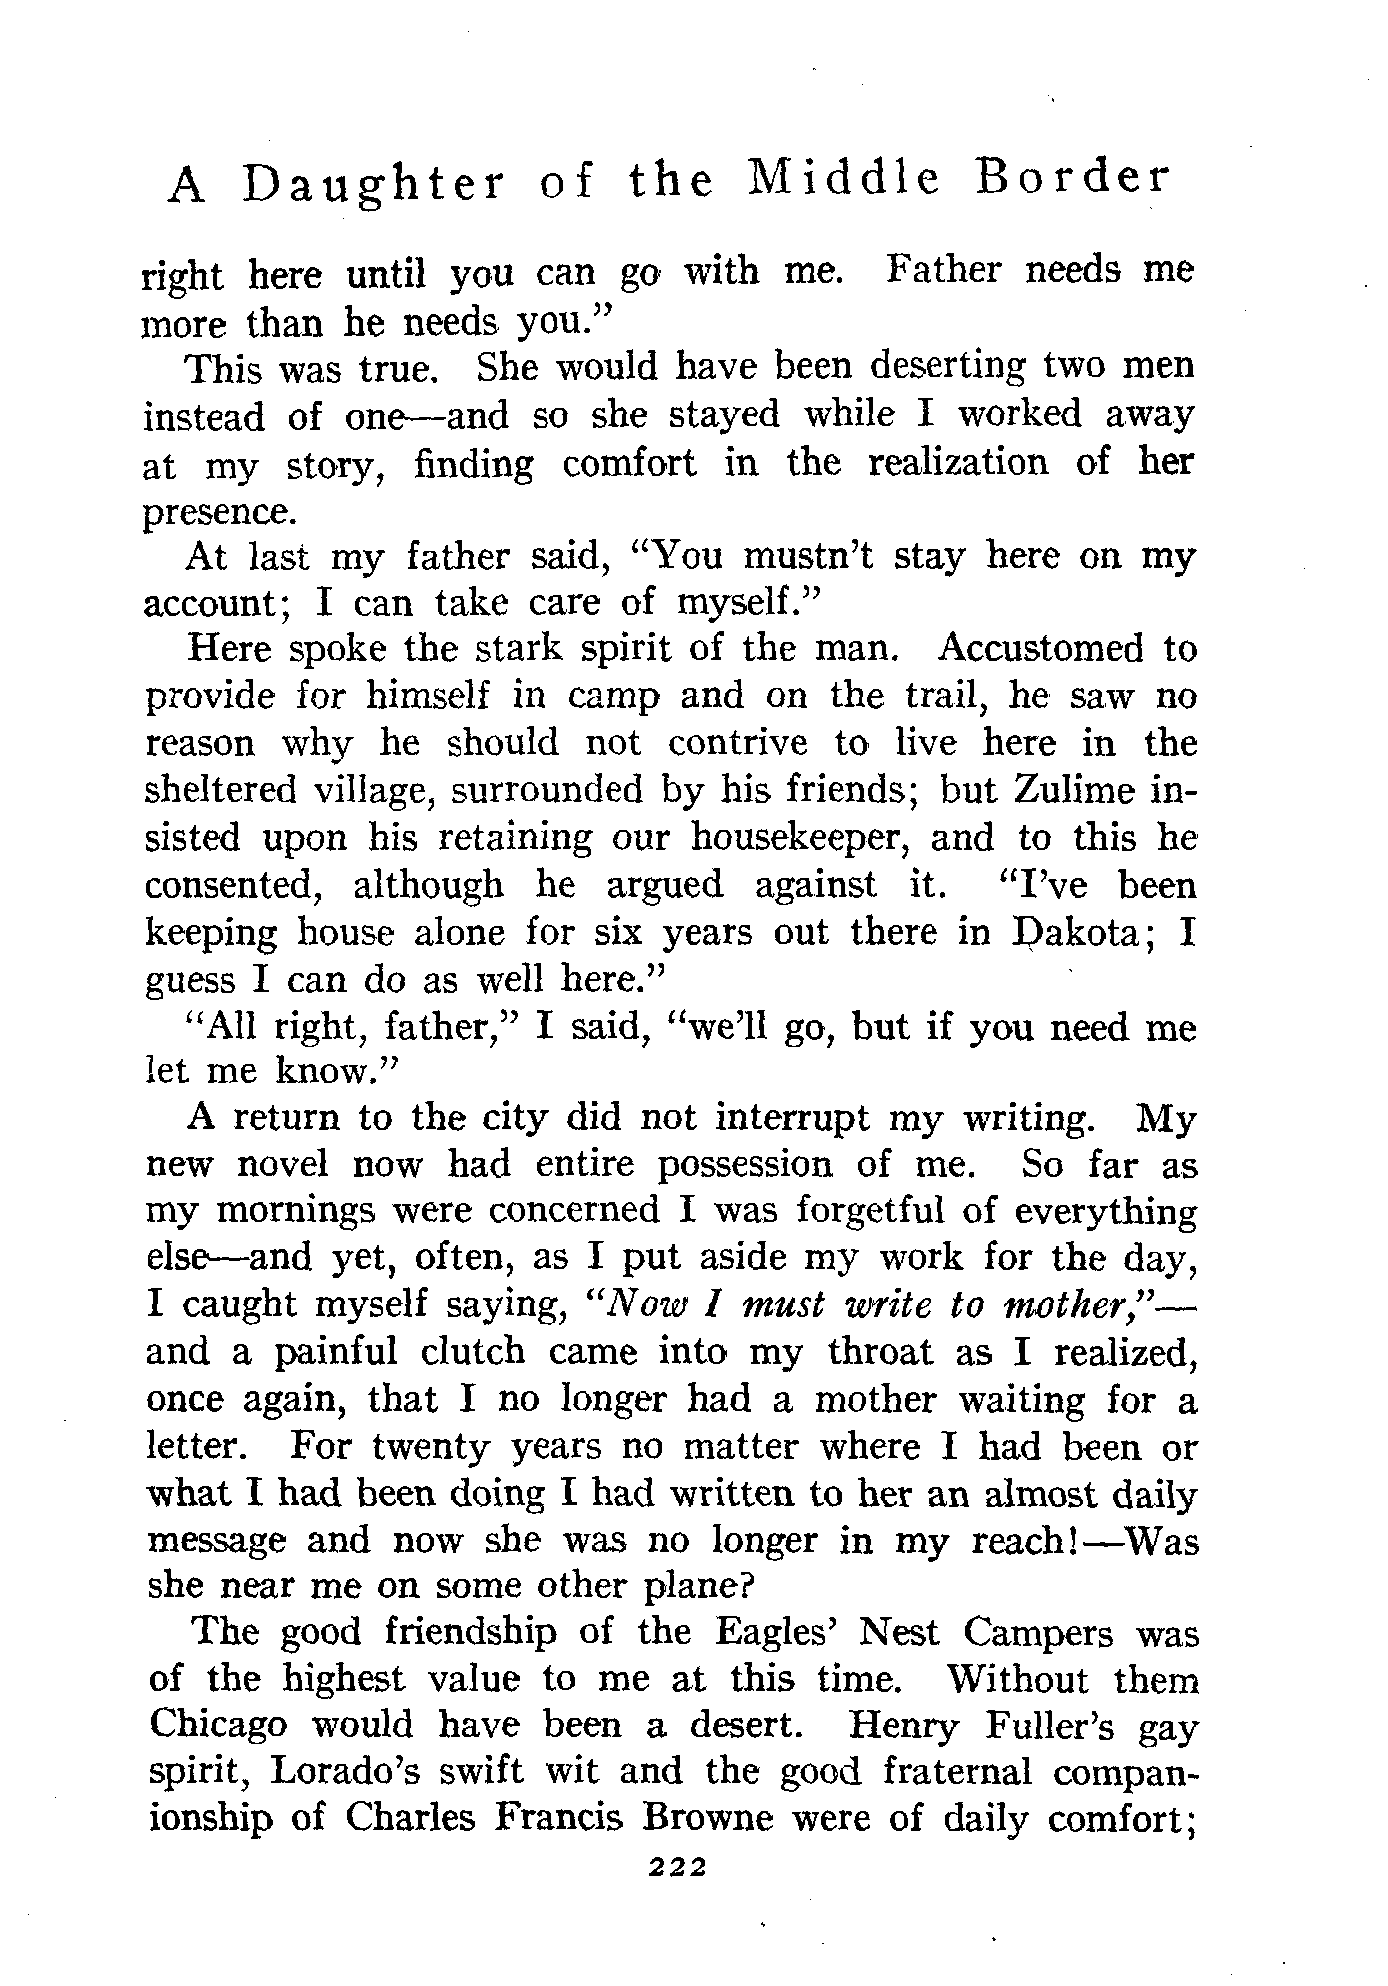 A Daughter of the Middle Border
right here until you can go with me. Father needs me
more than he needs you.”
This was true. She would have been deserting two men
instead of one—and so she stayed while I worked away
at my story, finding comfort in the realization of her
presence.
At last my father said, “You mustn’t stay here on my
account; I can take care of myself.”
Here spoke the stark spirit of the man. Accustomed to
provide for himself in camp and on the trail, he saw no
reason why he should not contrive to live here in the
sheltered village, surrounded by his friends; but Zulime in-
sisted upon his retaining our housekeeper, and to this he
consented, although he argued against it. “I’ve been
keeping house alone for six years out there in Dakota; I
guess I can do as well here.”
“All right, father,” I said, “we’ll go, but if you need me
let me know.”
A return to the city did not interrupt my writing. My
new novel now had entire possession of me. So far as
my mornings were concerned I was forgetful of everything
else—and yet, often, as I put aside my work for the day,
I caught myself saying, “Now I must write to mother,”—
and a painful clutch came into my throat as I realized,
once again, that I no longer had a mother waiting for a
letter. For twenty years no matter where I had been or
what I had been doing I had written to her an almost daily
message and now she was no longer in my reach!—Was
she near me on some other plane?
The good friendship of the Eagles’ Nest Campers was
of the highest value to me at this time. Without them
Chicago would have been a desert. Henry Fuller’s gay
spirit, Lorado’s swift wit and the good fraternal compan-
ionship of Charles Francis Browne were of daily comfort;
222